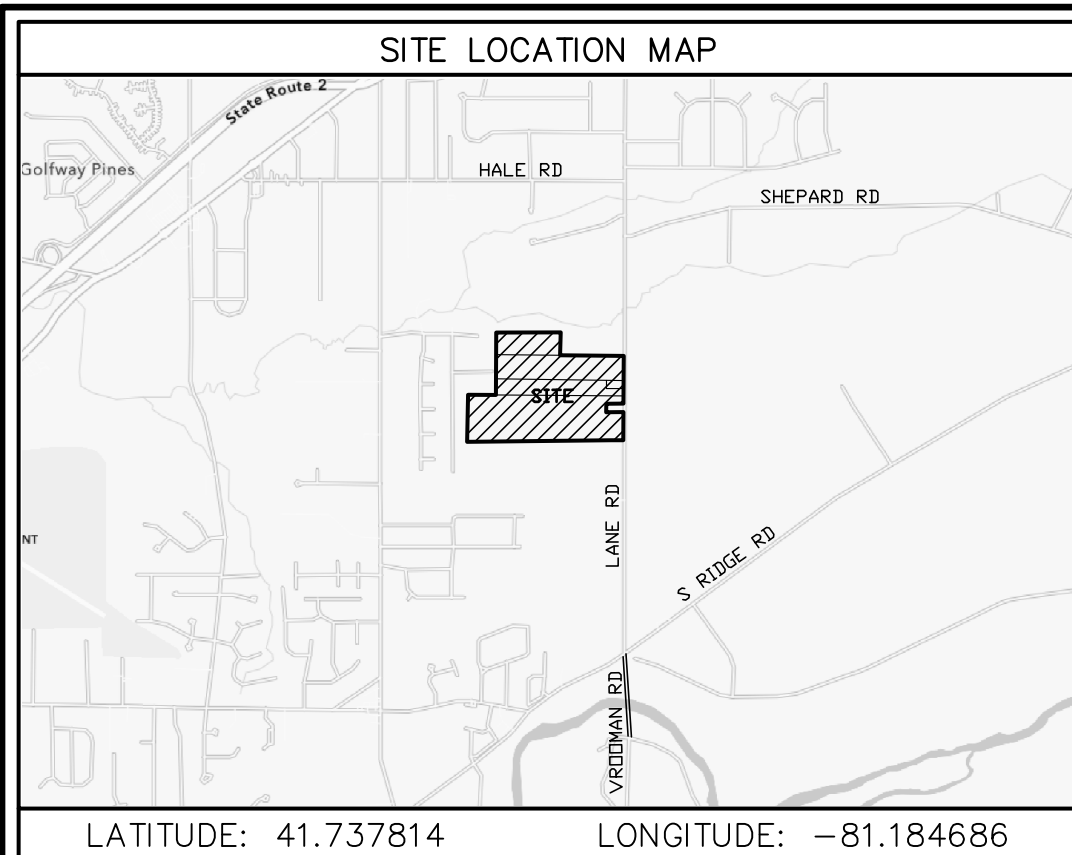 SITE LOCATION MAP
State Route 2
Golfway Pines
HALE RD
SHEPARD RD
SITE
LANE RD
NT
S RIDGE RD
VROOMAN RD
LATITUDE: 41.737814 LONGITUDE: −81.184686